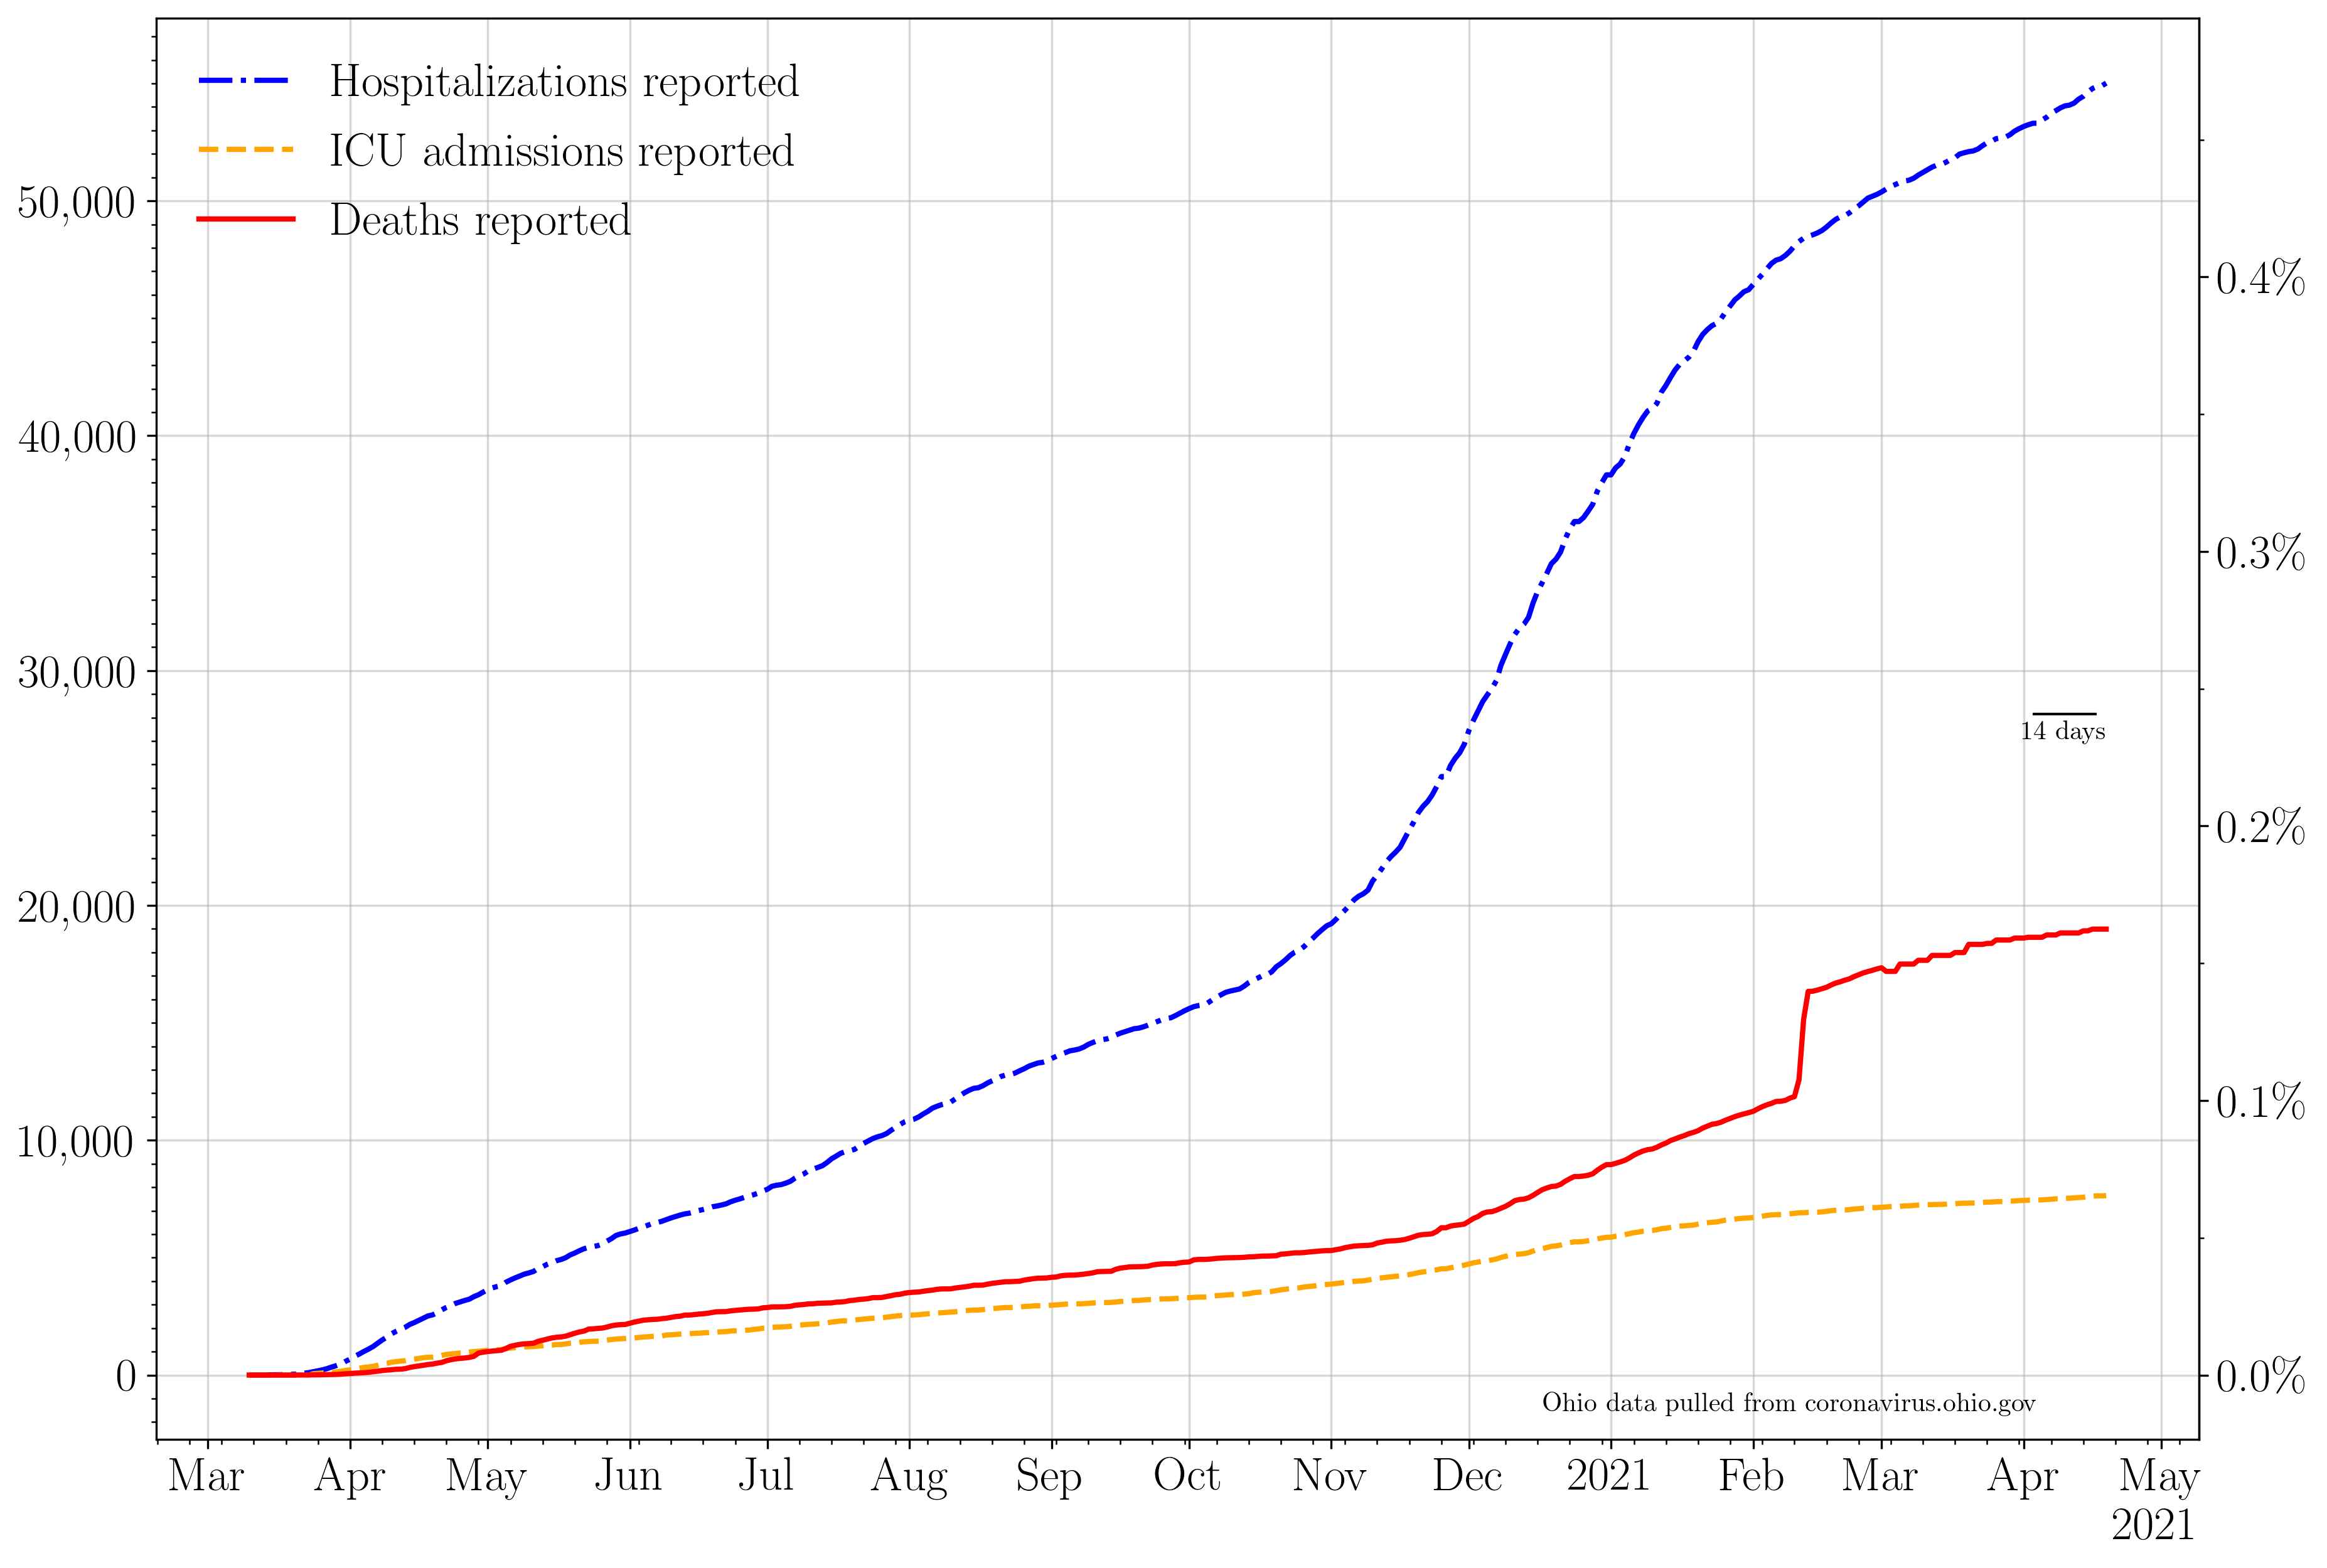 Hospitalizations reported
ICU admissions reported
Deaths reported
50,000
40,000
30,000
20,000
10,000
0
0.4%
0.3%
0.2%
0.1%
0.0%
14 days
Ohio data pulled from coronavirus.ohio.gov
Mar Apr May Jun Jul Aug Sep Oct Nov Dec 2021 Feb Mar Apr May
2021